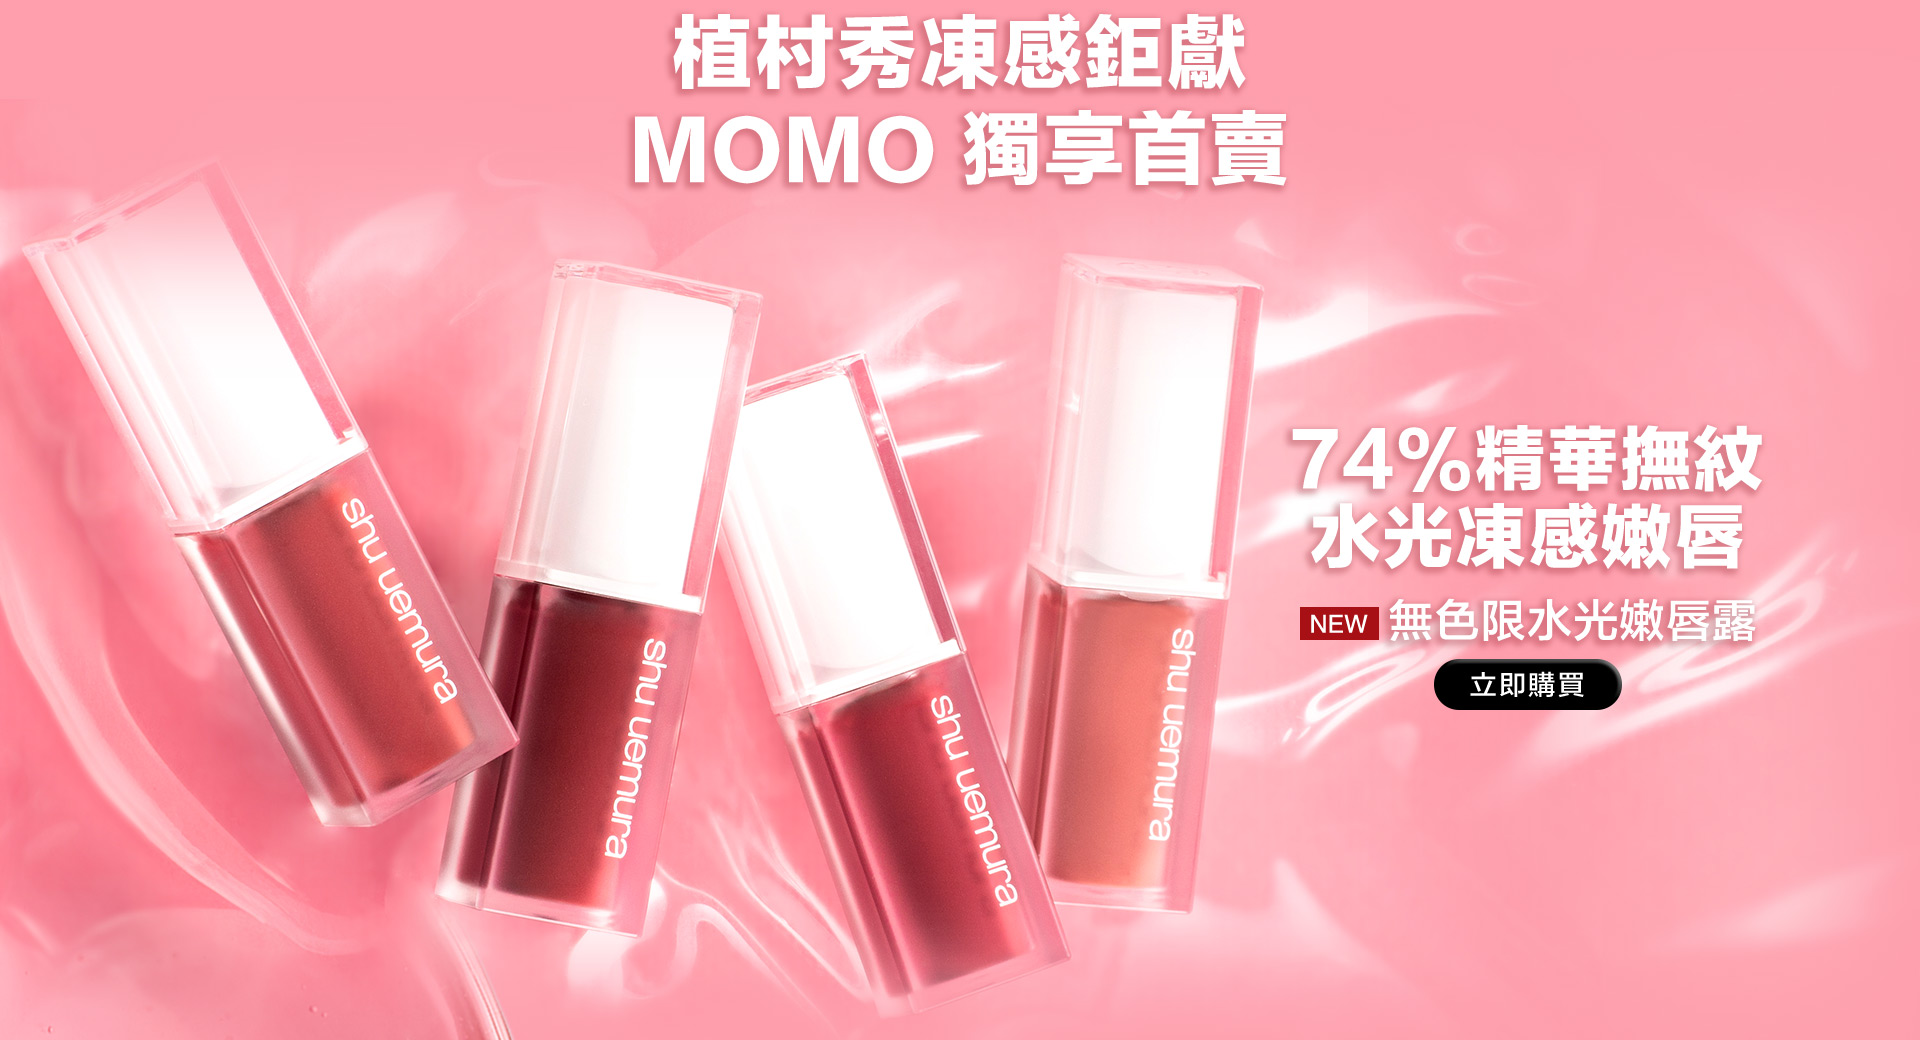 植村秀凍感鉅獻
MOMO 獨享首賣
74%精華撫紋
水光凍感嫩唇
NEW 無色限水光嫩唇露
立即購買
shu uemura
shu uemura
shu uemura
shu uemura